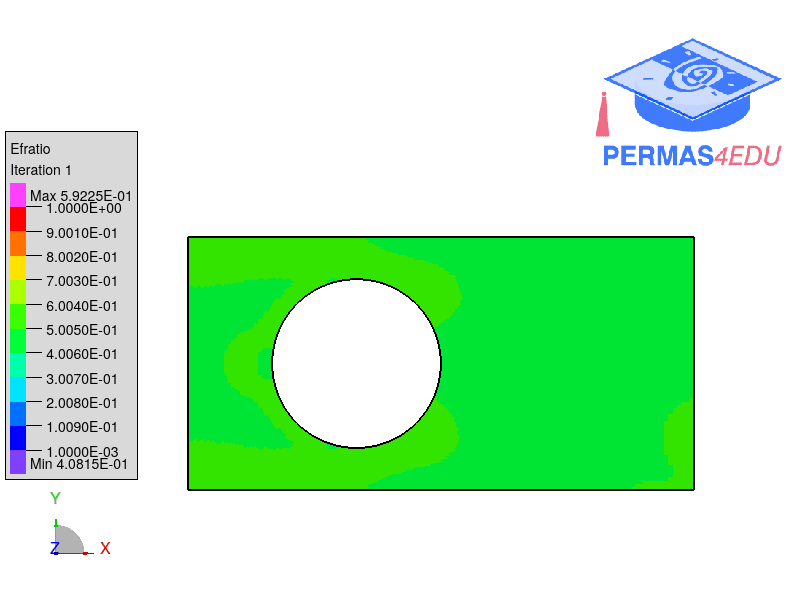 PERMAS4EDU
Efratio
Iteration 1
Max 5.9225E-01
1.0000E+00
9.0010E-01
8.0020E-01
7.0030E-01
6.0040E-01
5.0050E-01
4.0060E-01
3.0070E-01
2.0080E-01
1.0090E-01
1.0000E-03
Min 4.0815E-01
Y
Z
X